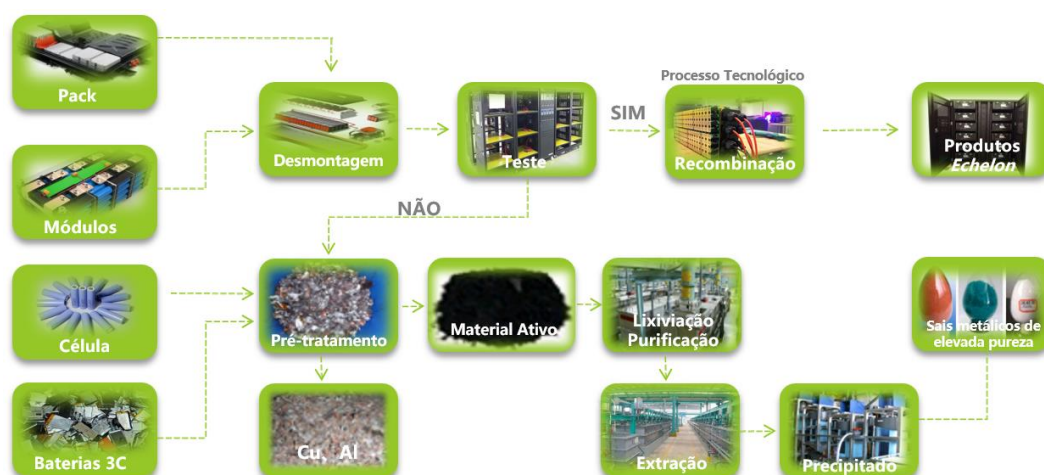 Pack
Processo Tecnológico
SIM
Desmontagem
Teste
Recombinação
Produtos
Echelon
Módulos
NÃO
Célula
Pré-tratamento
Material Ativo
Lixiviação
Purificação
Sais metálicos de
elevada pureza
Baterias 3C
Cu、Al
Extração
Precipitado